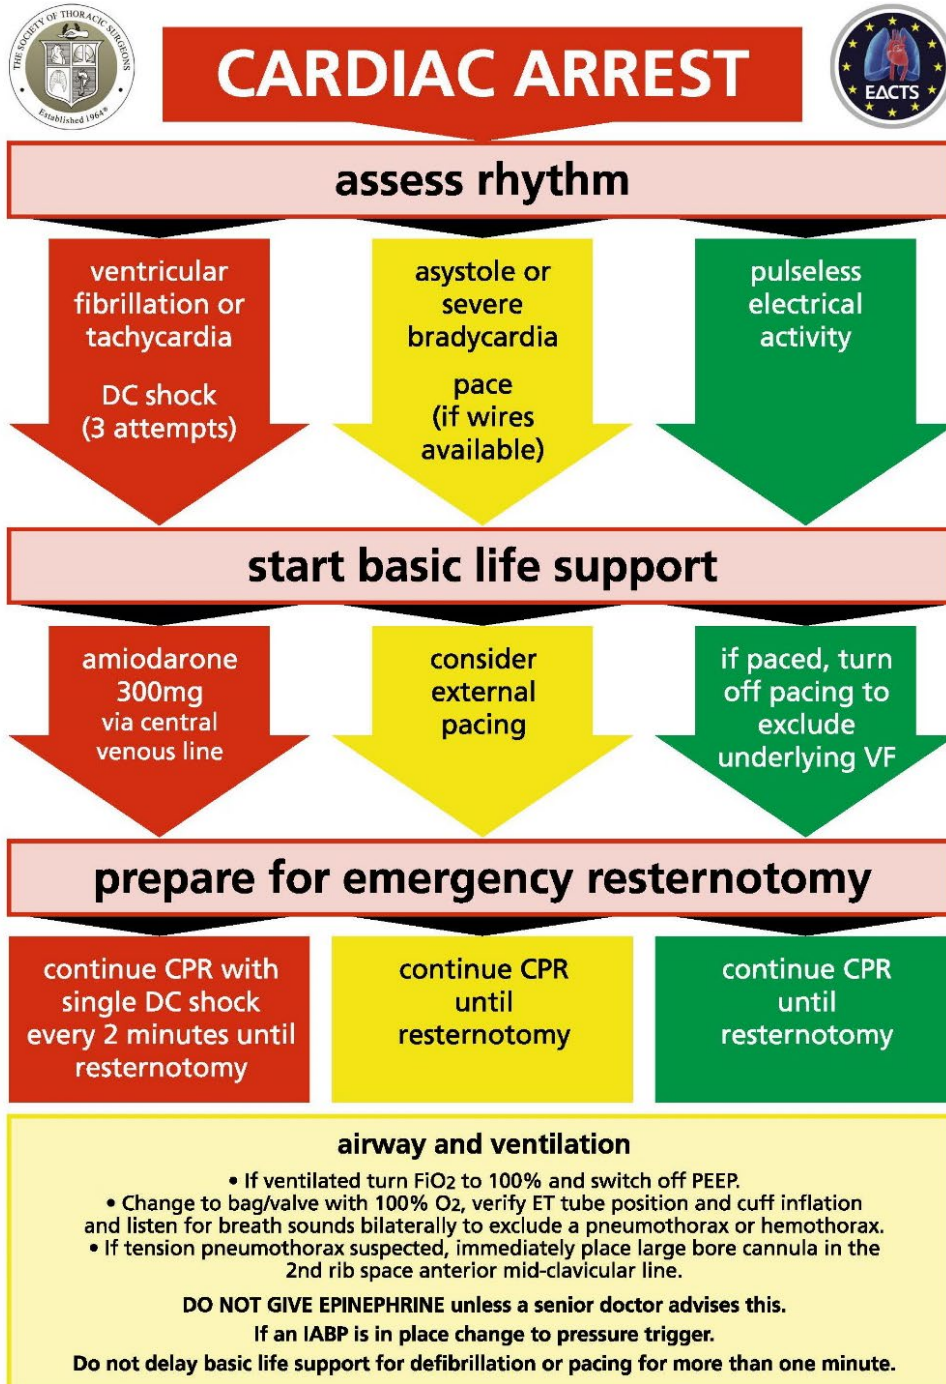 THE SOCIETY OF THORACIC SURGEONS
Established 1964®
CARDIAC ARREST
EACTS
assess rhythm
ventricular
fibrillation or
tachycardia
DC shock
(3 attempts)
asystole or
severe
bradycardia
pace
(if wires
available)
pulseless
electrical
activity
start basic life support
amiodarone
300mg
via central
venous line
consider
external
pacing
if paced, turn
off pacing to
exclude
underlying VF
prepare for emergency resternotomy
continue CPR with
single DC shock
every 2 minutes until
resternotomy
continue CPR
until
resternotomy
continue CPR
until
resternotomy
airway and ventilation
• If ventilated turn FiO2 to 100% and switch off PEEP.
• Change to bag/valve with 100% O2, verify ET tube position and cuff inflation
and listen for breath sounds bilaterally to exclude a pneumothorax or hemothorax.
• If tension pneumothorax suspected, immediately place large bore cannula in the
2nd rib space anterior mid-clavicular line.
DO NOT GIVE EPINEPHRINE unless a senior doctor advises this.
If an IABP is in place change to pressure trigger.
Do not delay basic life support for defibrillation or pacing for more than one minute.